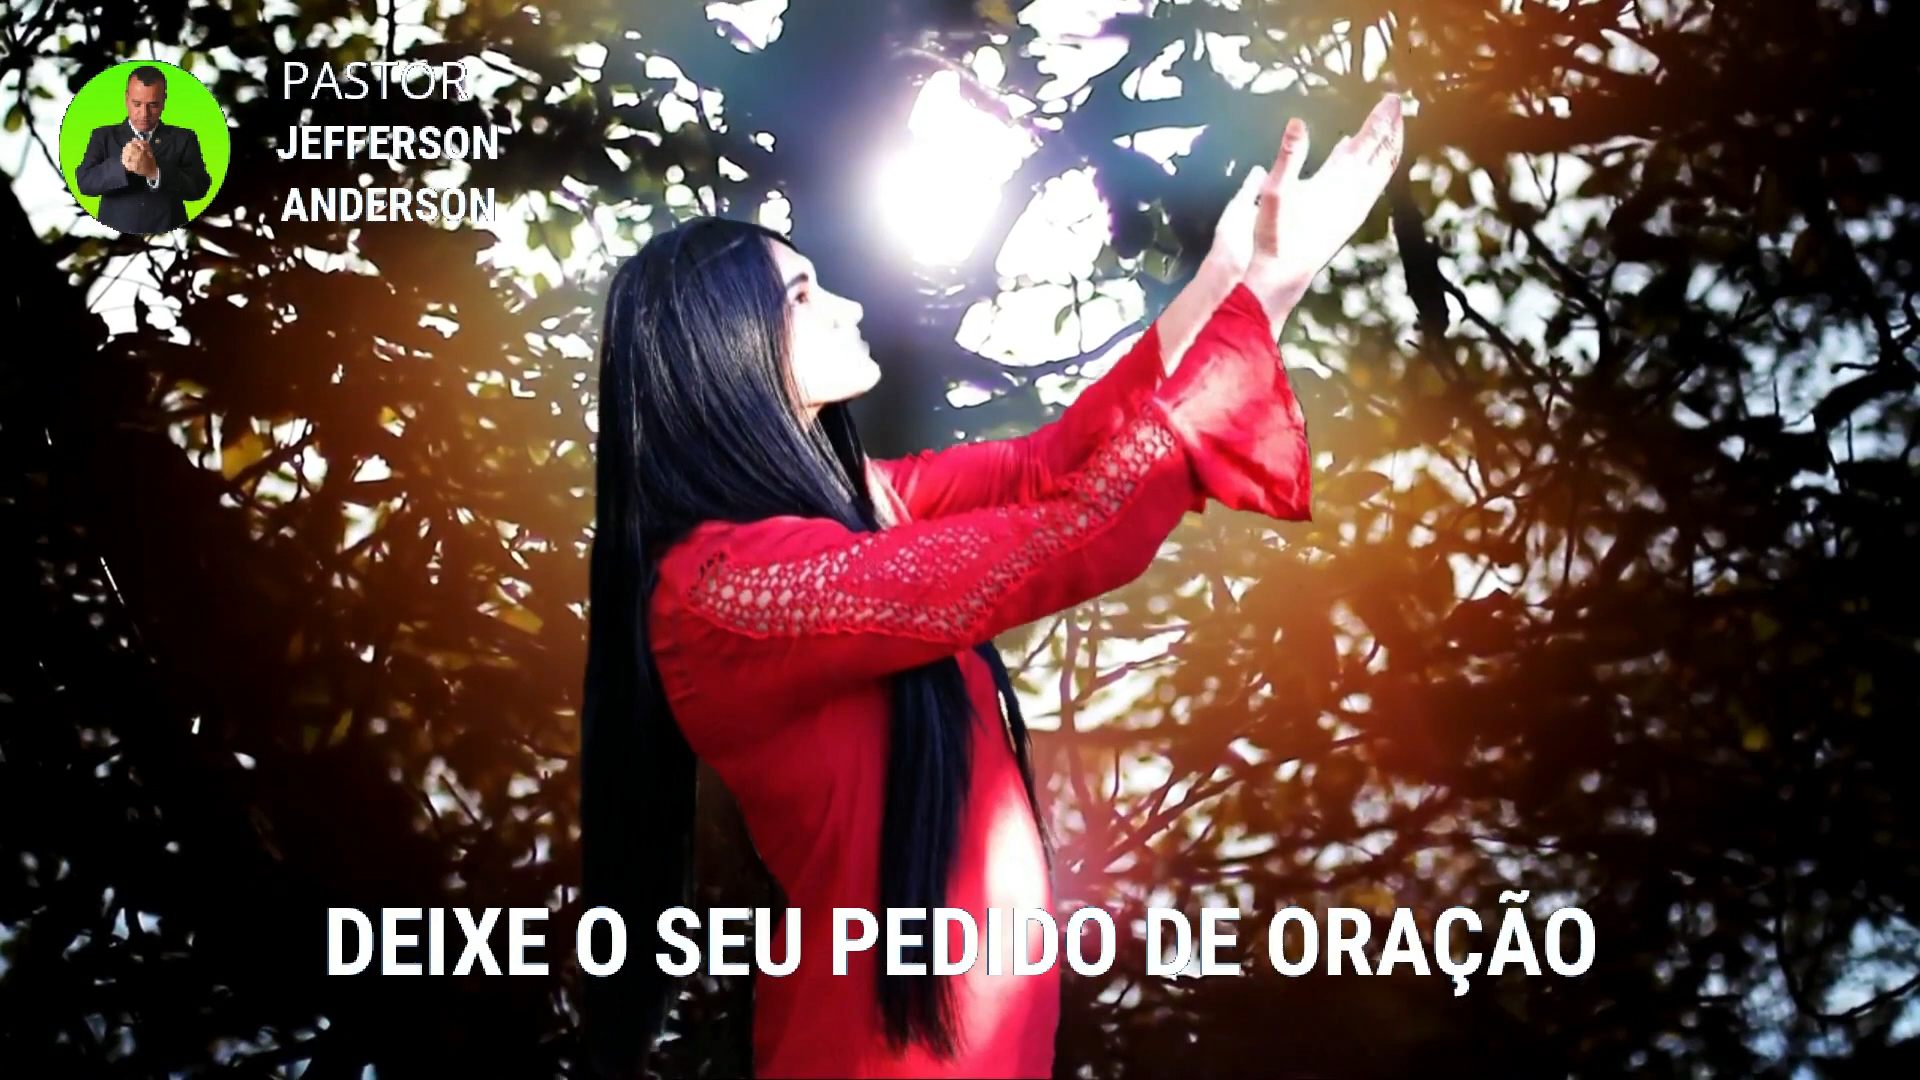 PASTOR
JEFFERSON
ANDERSON
DEIXE O SEU PEDIDO DE ORAÇÃO